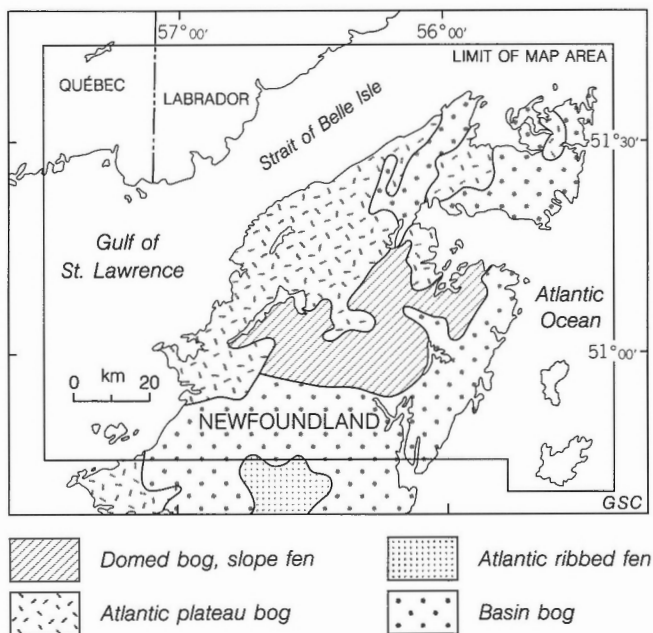 57°00'
56°00'
LIMIT OF MAP AREA
QUÉBEC
LABRADOR
Strait of Belle Isle
51°30'
Gulf of
St. Lawrence
Atlantic
Ocean
51°00'
0 km 20
NEWFOUNDLAND
GSC
Domed bog, slope fen
Atlantic ribbed fen
Atlantic plateau bog
Basin bog